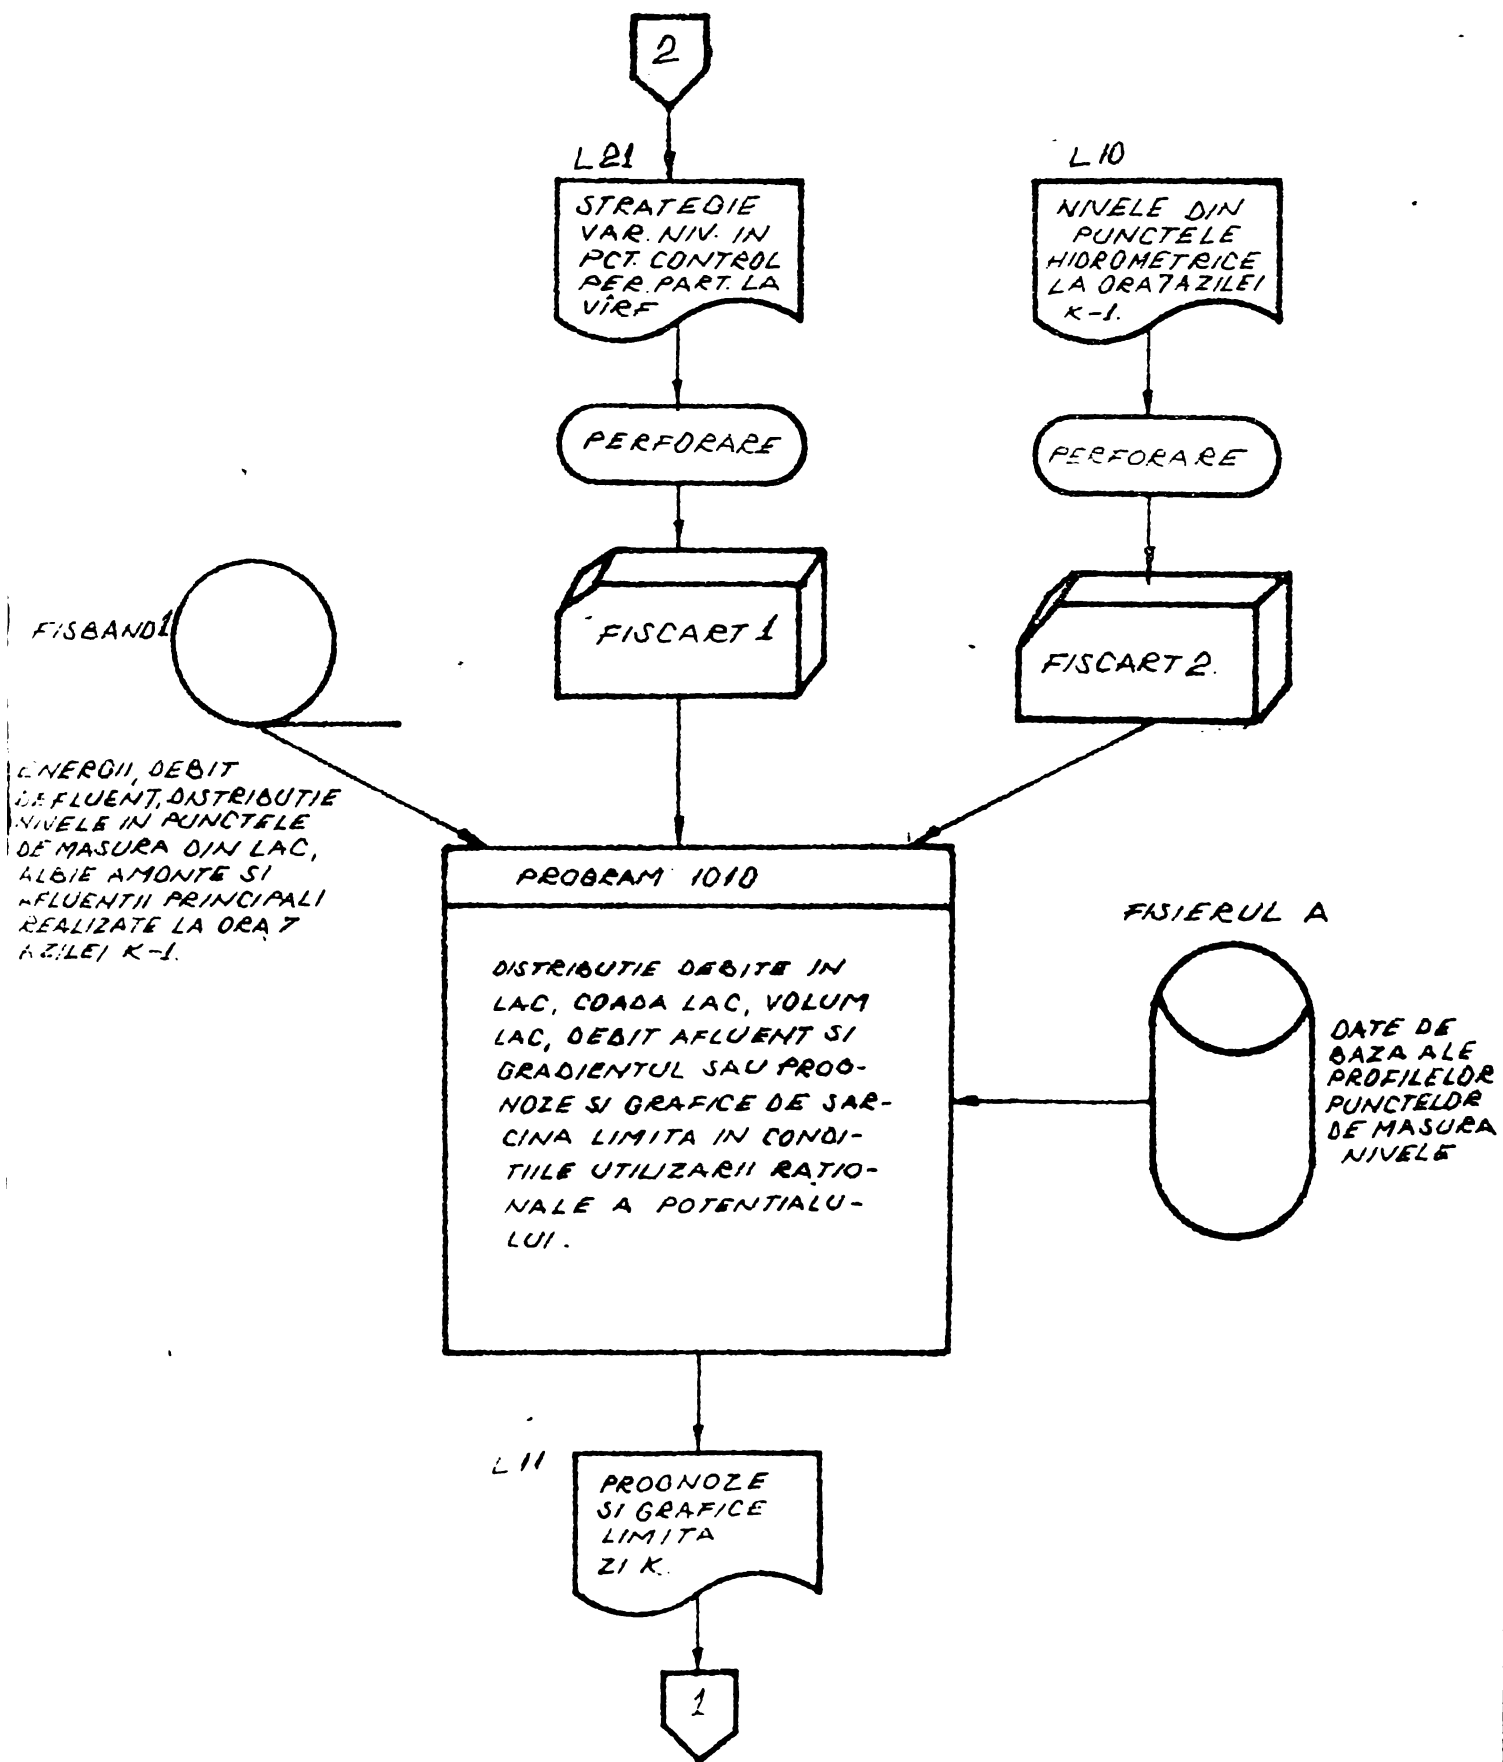 2
L21
STRATEGIE
VAR. NIV. IN
PCT. CONTROL
PER. PART. LA
VÎRF
L10
NIVELE DIN
PUNCTELE
HIDROMETRICE
LA ORA 7 A ZILEI
K-1.
PERFORARE
PERFORARE
FISBAND1
FISCART 1
FISCART 2.
ENERGII, DEBIT
DEFLUENT, DISTRIBUTIE
NIVELE IN PUNCTELE
DE MASURA DIN LAC,
ALBIE AMONTE SI
AFLUENTII PRINCIPALI
REALIZATE LA ORA 7
A ZILEI K-1.
PROGRAM 1010
DISTRIBUTIE DEBITE IN
LAC, COADA LAC, VOLUM
LAC, DEBIT AFLUENT SI
GRADIENTUL SAU PROG-
NOZE SI GRAFICE DE SAR-
CINA LIMITA IN CONDI-
TIILE UTILIZARII RATIO-
NALE A POTENTIALU-
LUI.
FISIERUL A
DATE DE
BAZA ALE
PROFILELOR
PUNCTELOR
DE MASURA
NIVELE
L11
PROGNOZE
SI GRAFICE
LIMITA
ZI K.
1